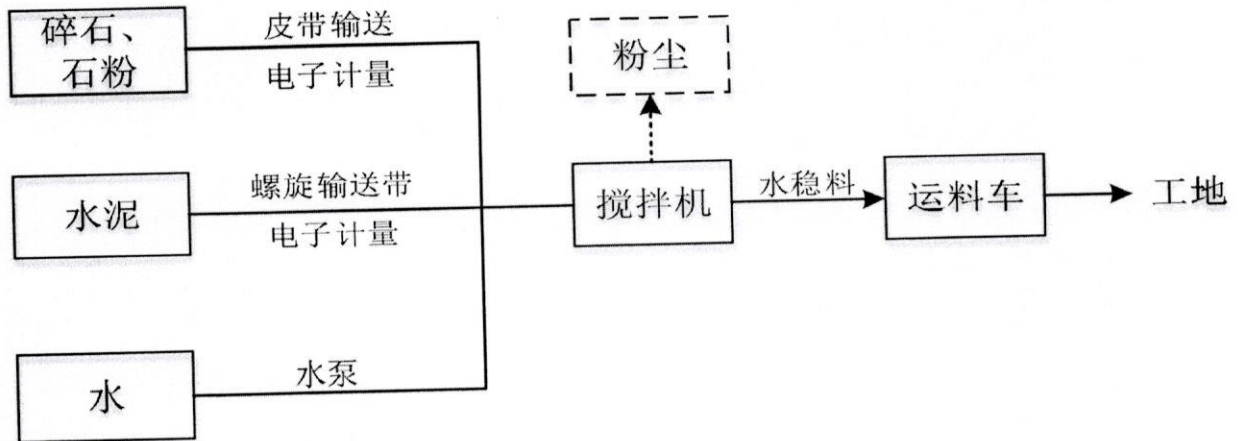 碎石、
石粉
皮带输送
电子计量
粉尘
水泥
螺旋输送带
电子计量
搅拌机
水稳料
运料车
工地
水
水泵